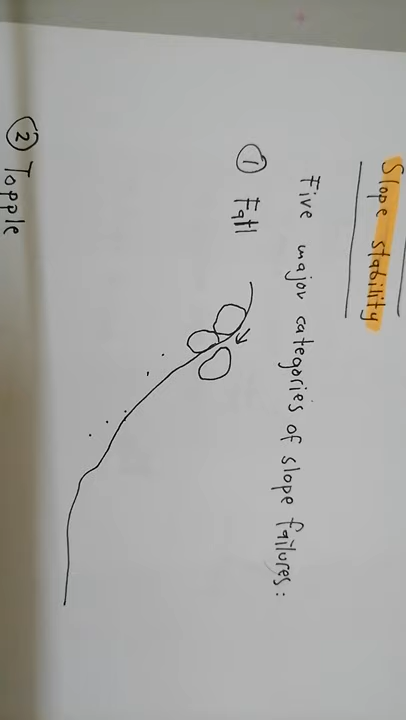 Slope stability
Five major categories of slope failures:
① Fall
② Topple